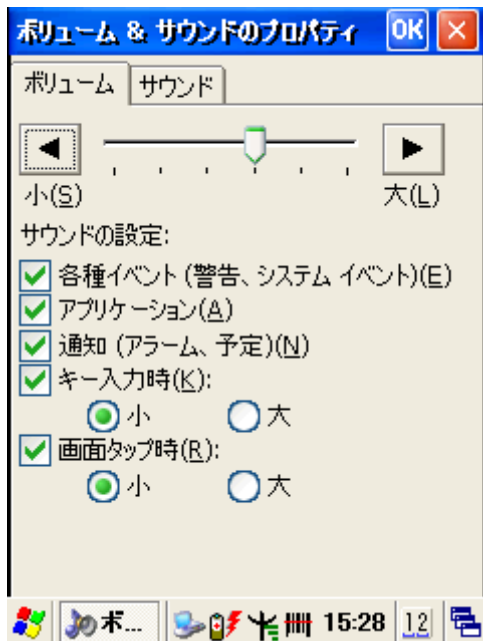 ボリューム & サウンドのプロパティ OK
ボリューム サウンド
小(S) 大(L)
サウンドの設定:
各種イベント (警告、システム イベント)(E)
アプリケーション(A)
通知 (アラーム、予定)(N)
キー入力時(K):
小 大
画面タップ時(R):
小 大
ボ... 15:28 12